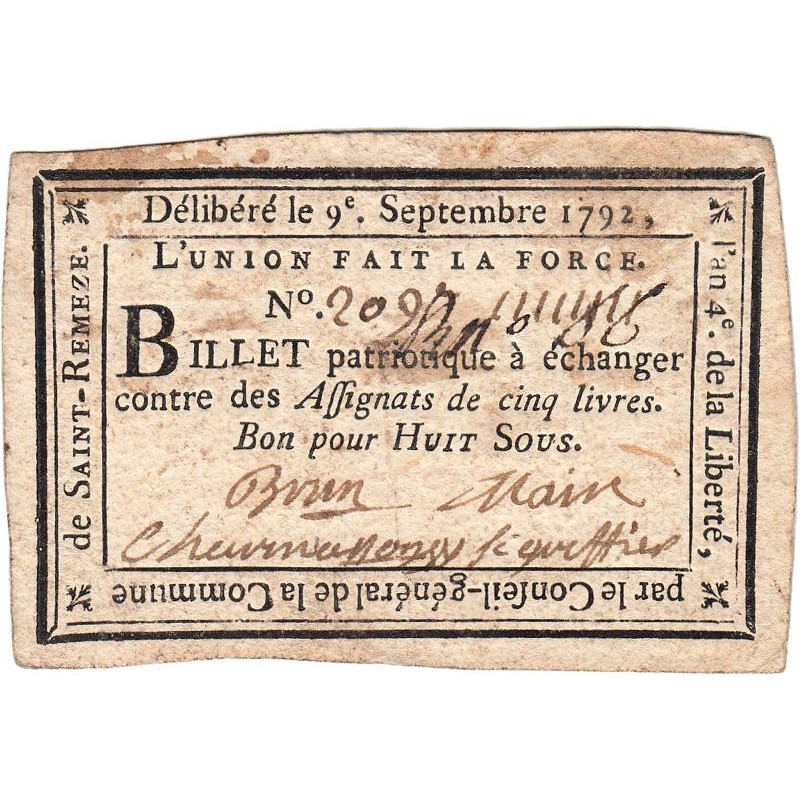 Délibéré le 9e. Septembre 1792,
l'an 4e. de la Liberté,
par le Conſeil-général de la Commune
de SAINT-REMEZE.
L'UNION FAIT LA FORCE.
No. 209
BILLET patriotique à échanger
contre des Aſſignats de cinq livres.
Bon pour HUIT SOUS.
Brun Maire
greffier